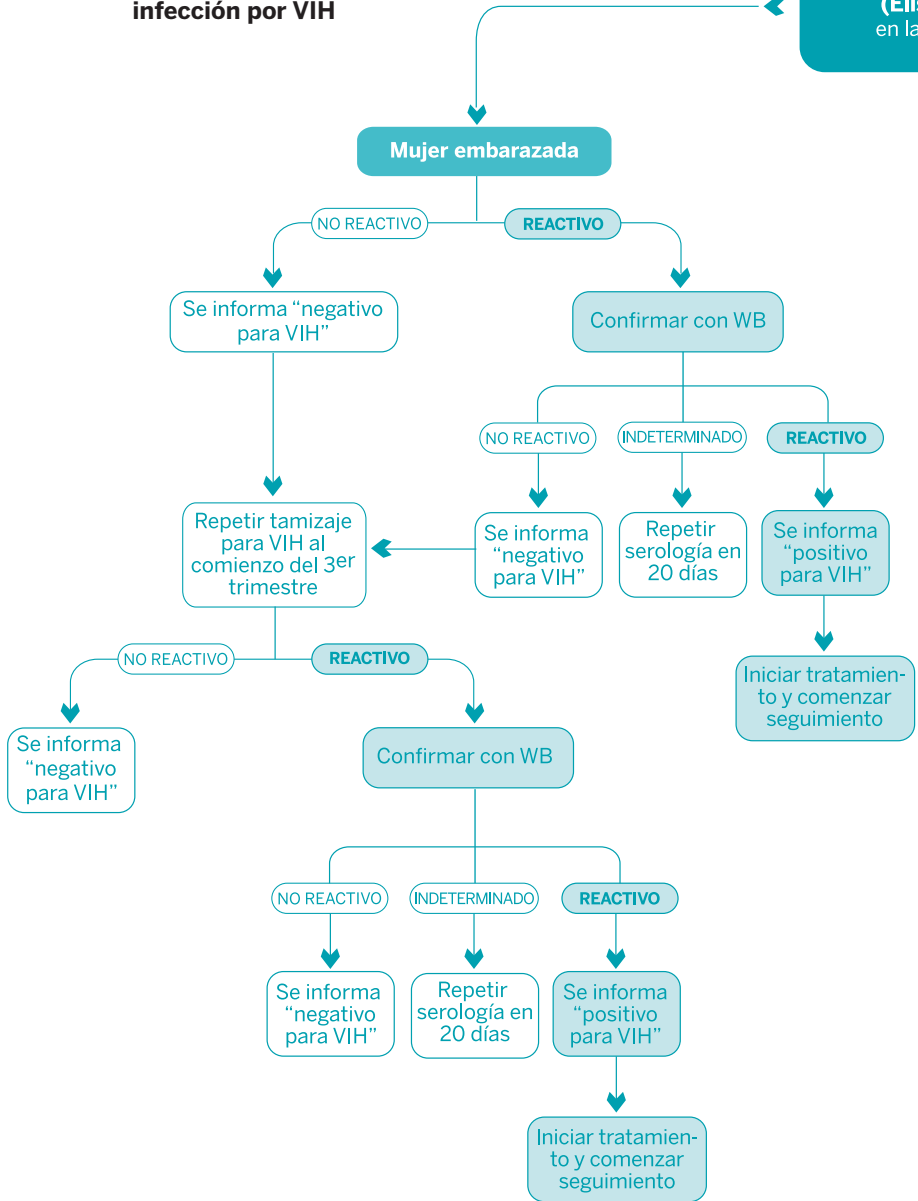 infección por VIH
en la
Mujer embarazada
NO REACTIVO
REACTIVO
Se informa “negativo
para VIH”
Confirmar con WB
NO REACTIVO
INDETERMINADO
REACTIVO
Repetir tamizaje
para VIH al
comienzo del 3er
trimestre
Se informa
“negativo
para VIH”
Repetir
serología en
20 días
Se informa
“positivo
para VIH”
NO REACTIVO
REACTIVO
Iniciar tratamien-
to y comenzar
seguimiento
Se informa
“negativo
para VIH”
Confirmar con WB
NO REACTIVO
INDETERMINADO
REACTIVO
Se informa
“negativo
para VIH”
Repetir
serología en
20 días
Se informa
“positivo
para VIH”
Iniciar tratamien-
to y comenzar
seguimiento